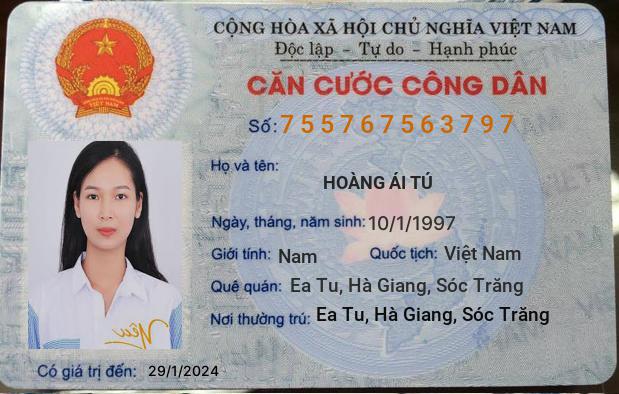 CỘNG HÒA XÃ HỘI CHỦ NGHĨA VIỆT NAM
Độc lập - Tự do - Hạnh phúc
CĂN CƯỚC CÔNG DÂN
Số: 755767563797
Họ và tên:
HOÀNG ÁI TÚ
Ngày, tháng, năm sinh: 10/1/1997
Giới tính: Nam Quốc tịch: Việt Nam
Quê quán: Ea Tu, Hà Giang, Sóc Trăng
Nơi thường trú: Ea Tu, Hà Giang, Sóc Trăng
Có giá trị đến: 29/1/2024
VIỆT NAM